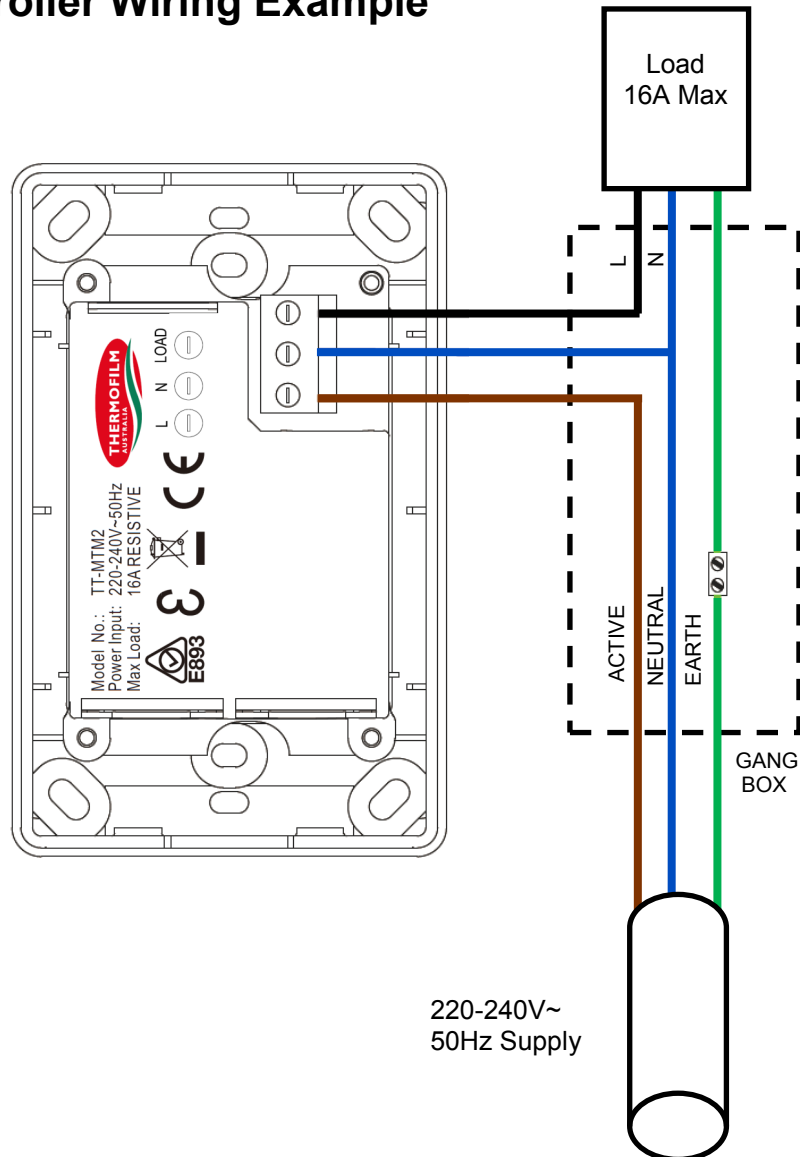 roller Wiring Example
Load
16A Max
L
N
LOAD
N
L
THERMOFILM
AUSTRALIA
CE
Model No.: TT-MTM2
Power Input: 220-240V~50Hz
Max Load: 16A RESISTIVE
E893
ACTIVE
NEUTRAL
EARTH
GANG
BOX
220-240V~
50Hz Supply